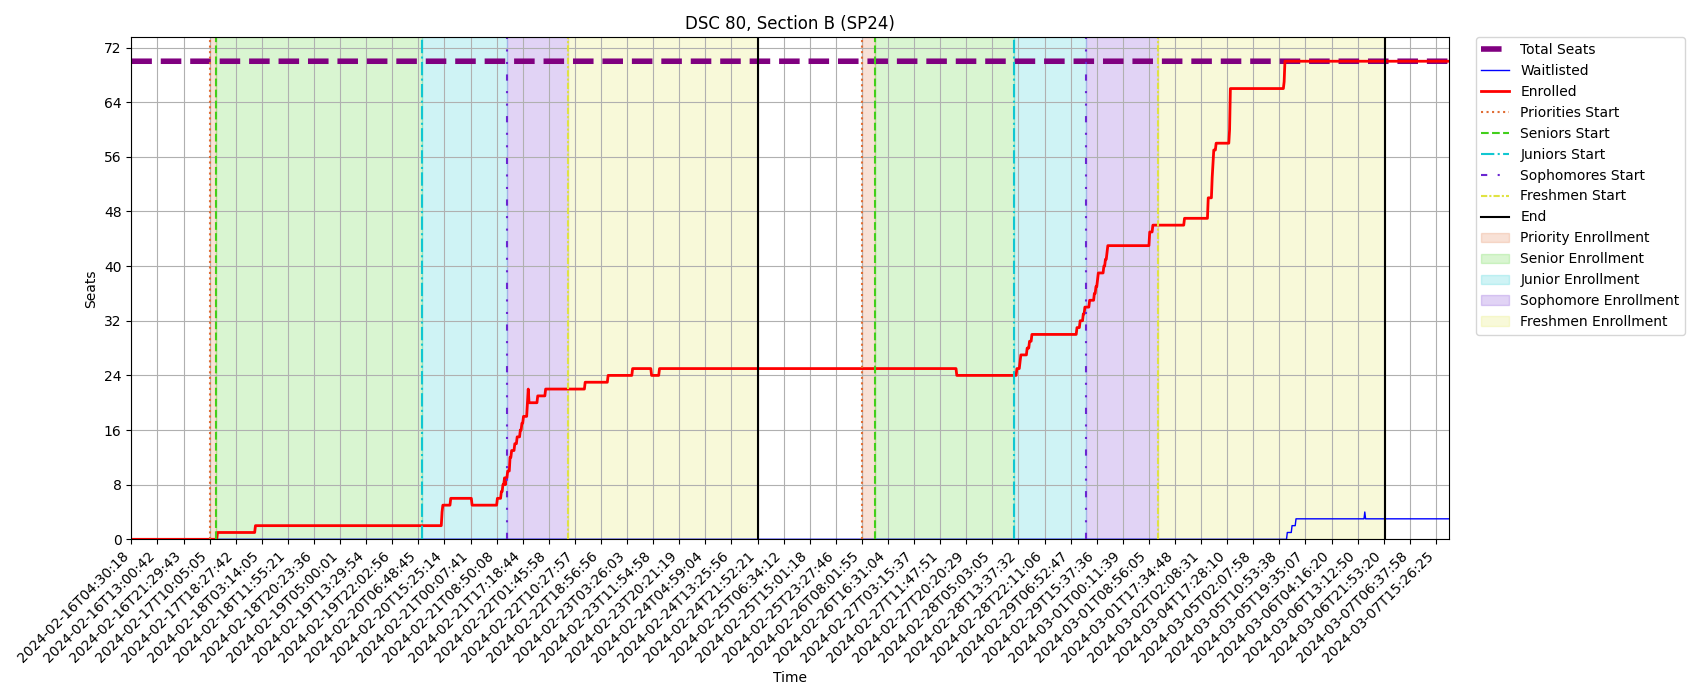 DSC 80, Section B (SP24)
Seats
72
64
56
48
40
32
24
16
8
0
2024-02-16T04:30:18
2024-02-16T13:00:42
2024-02-16T21:29:43
2024-02-17T10:05:05
2024-02-17T18:27:42
2024-02-18T03:14:05
2024-02-18T11:55:21
2024-02-18T20:23:36
2024-02-19T05:00:01
2024-02-19T13:29:54
2024-02-19T22:02:56
2024-02-20T06:48:45
2024-02-20T15:25:14
2024-02-21T00:07:41
2024-02-21T08:50:08
2024-02-21T17:18:44
2024-02-22T01:45:58
2024-02-22T10:27:57
2024-02-22T18:56:56
2024-02-23T03:26:03
2024-02-23T11:54:58
2024-02-23T20:21:19
2024-02-24T04:59:04
2024-02-24T13:25:56
2024-02-24T21:52:21
2024-02-25T06:34:12
2024-02-25T15:01:18
2024-02-25T23:27:46
2024-02-26T08:01:55
2024-02-26T16:31:04
2024-02-27T03:15:37
2024-02-27T11:47:51
2024-02-27T20:20:29
2024-02-28T05:03:05
2024-02-28T13:37:32
2024-02-28T22:11:06
2024-02-29T06:52:47
2024-02-29T15:37:36
2024-03-01T00:11:39
2024-03-01T08:56:05
2024-03-01T17:34:48
2024-03-02T02:08:31
2024-03-04T17:28:10
2024-03-05T02:07:58
2024-03-05T10:53:38
2024-03-05T19:35:07
2024-03-06T04:16:20
2024-03-06T13:12:50
2024-03-06T21:53:20
2024-03-07T06:37:58
2024-03-07T15:26:25
Time
Total Seats
Waitlisted
Enrolled
Priorities Start
Seniors Start
Juniors Start
Sophomores Start
Freshmen Start
End
Priority Enrollment
Senior Enrollment
Junior Enrollment
Sophomore Enrollment
Freshmen Enrollment